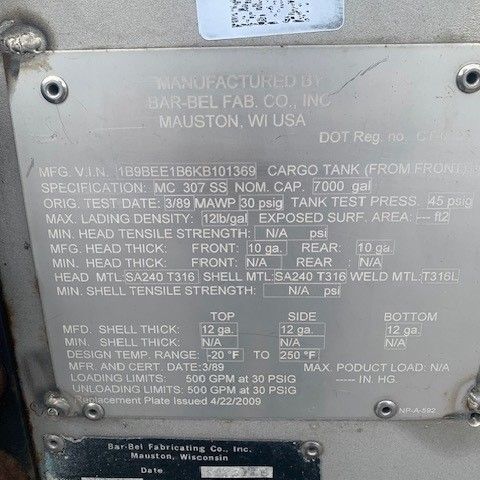 MANUFACTURED BY
BAR-BEL FAB. CO., INC
MAUSTON, WI USA
DOT Reg. no.
MFG. V.I.N. 1B9BEE1B6KB101369 CARGO TANK (FROM FRONT)
SPECIFICATION: MC 307 SS NOM. CAP. 7000 gal
ORIG. TEST DATE: 3/89 MAWP 30 psig TANK TEST PRESS. 45 psig
MAX. LADING DENSITY: 12lb/gal EXPOSED SURF. AREA: --- ft2
MIN. HEAD TENSILE STRENGTH: N/A psi
MFG. HEAD THICK: FRONT: 10 ga. REAR: 10 ga.
FRONT: N/A REAR : N/A
HEAD MTL: SA240 T316 SHELL MTL: SA240 T316 WELD MTL: T316L
MIN. SHELL TENSILE STRENGTH: N/A psi
TOP SIDE BOTTOM
MFD. SHELL THICK: 12 ga. 12 ga. 12 ga.
MIN. SHELL THICK: N/A N/A N/A
DESIGN TEMP. RANGE: -20 °F TO 250 °F
MFR. AND CERT. DATE: 3/89 MAX. PRODUCT LOAD: N/A
LOADING LIMITS: 500 GPM AT 30 PSIG ----- IN. HG.
UNLOADING LIMITS: 500 GPM AT 30 PSIG
Replacement Plate Issued 4/22/2009
NP-A-592
Bar-Bel Fabricating Co., Inc.
Mauston, Wisconsin
Date